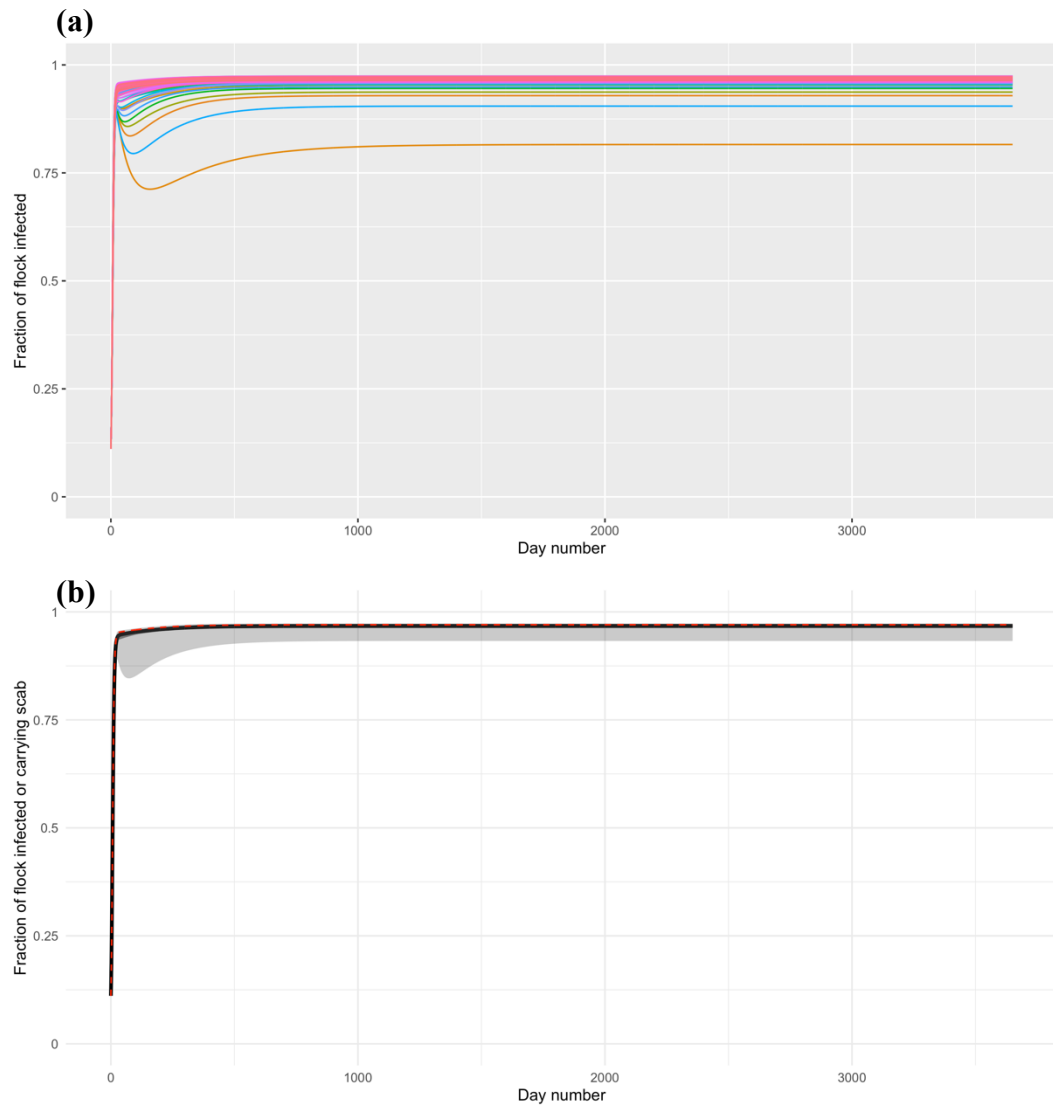 (a)
1
0.75
0.5
0.25
0
Fraction of flock infected
0 1000 2000 3000
Day number
(b)
1
0.75
0.5
0.25
0
Fraction of flock infected or carrying scab
0 1000 2000 3000
Day number